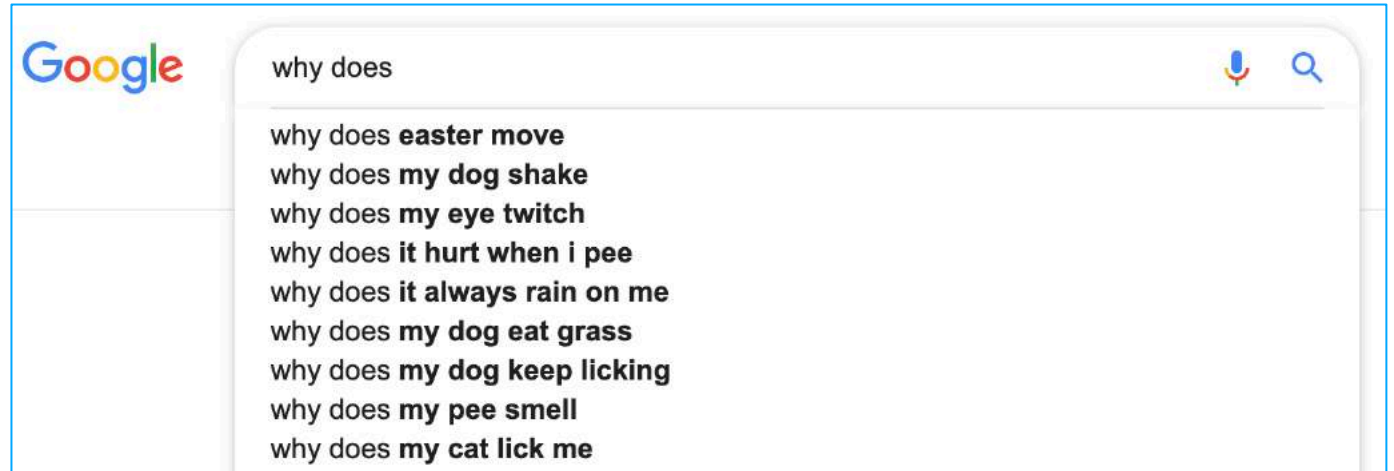 Google
why does
why does easter move
why does my dog shake
why does my eye twitch
why does it hurt when i pee
why does it always rain on me
why does my dog eat grass
why does my dog keep licking
why does my pee smell
why does my cat lick me